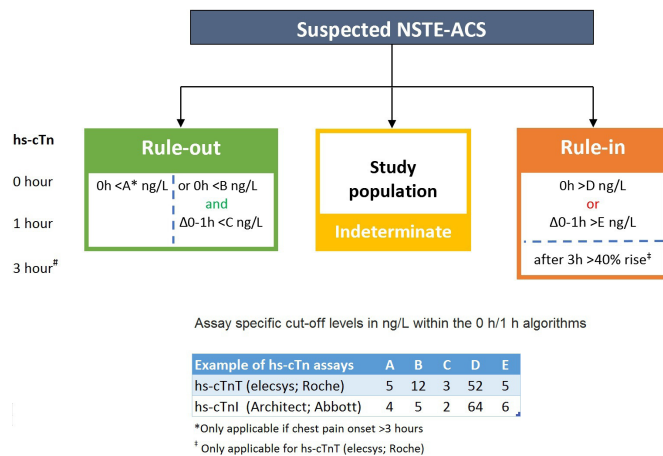 Suspected NSTE-ACS
hs-cTn
0 hour
1 hour
3 hour#
Rule-out
0h <A* ng/L
or 0h <B ng/L
and
Δ0-1h <C ng/L
Study
population
Indeterminate
Rule-in
0h >D ng/L
or
Δ0-1h >E ng/L
after 3h >40% rise‡
Assay specific cut-off levels in ng/L within the 0 h/1 h algorithms
Example of hs-cTn assays A B C D E
hs-cTnT (elecsys; Roche) 5 12 3 52 5
hs-cTnI (Architect; Abbott) 4 5 2 64 6
*Only applicable if chest pain onset >3 hours
‡ Only applicable for hs-cTnT (elecsys; Roche)